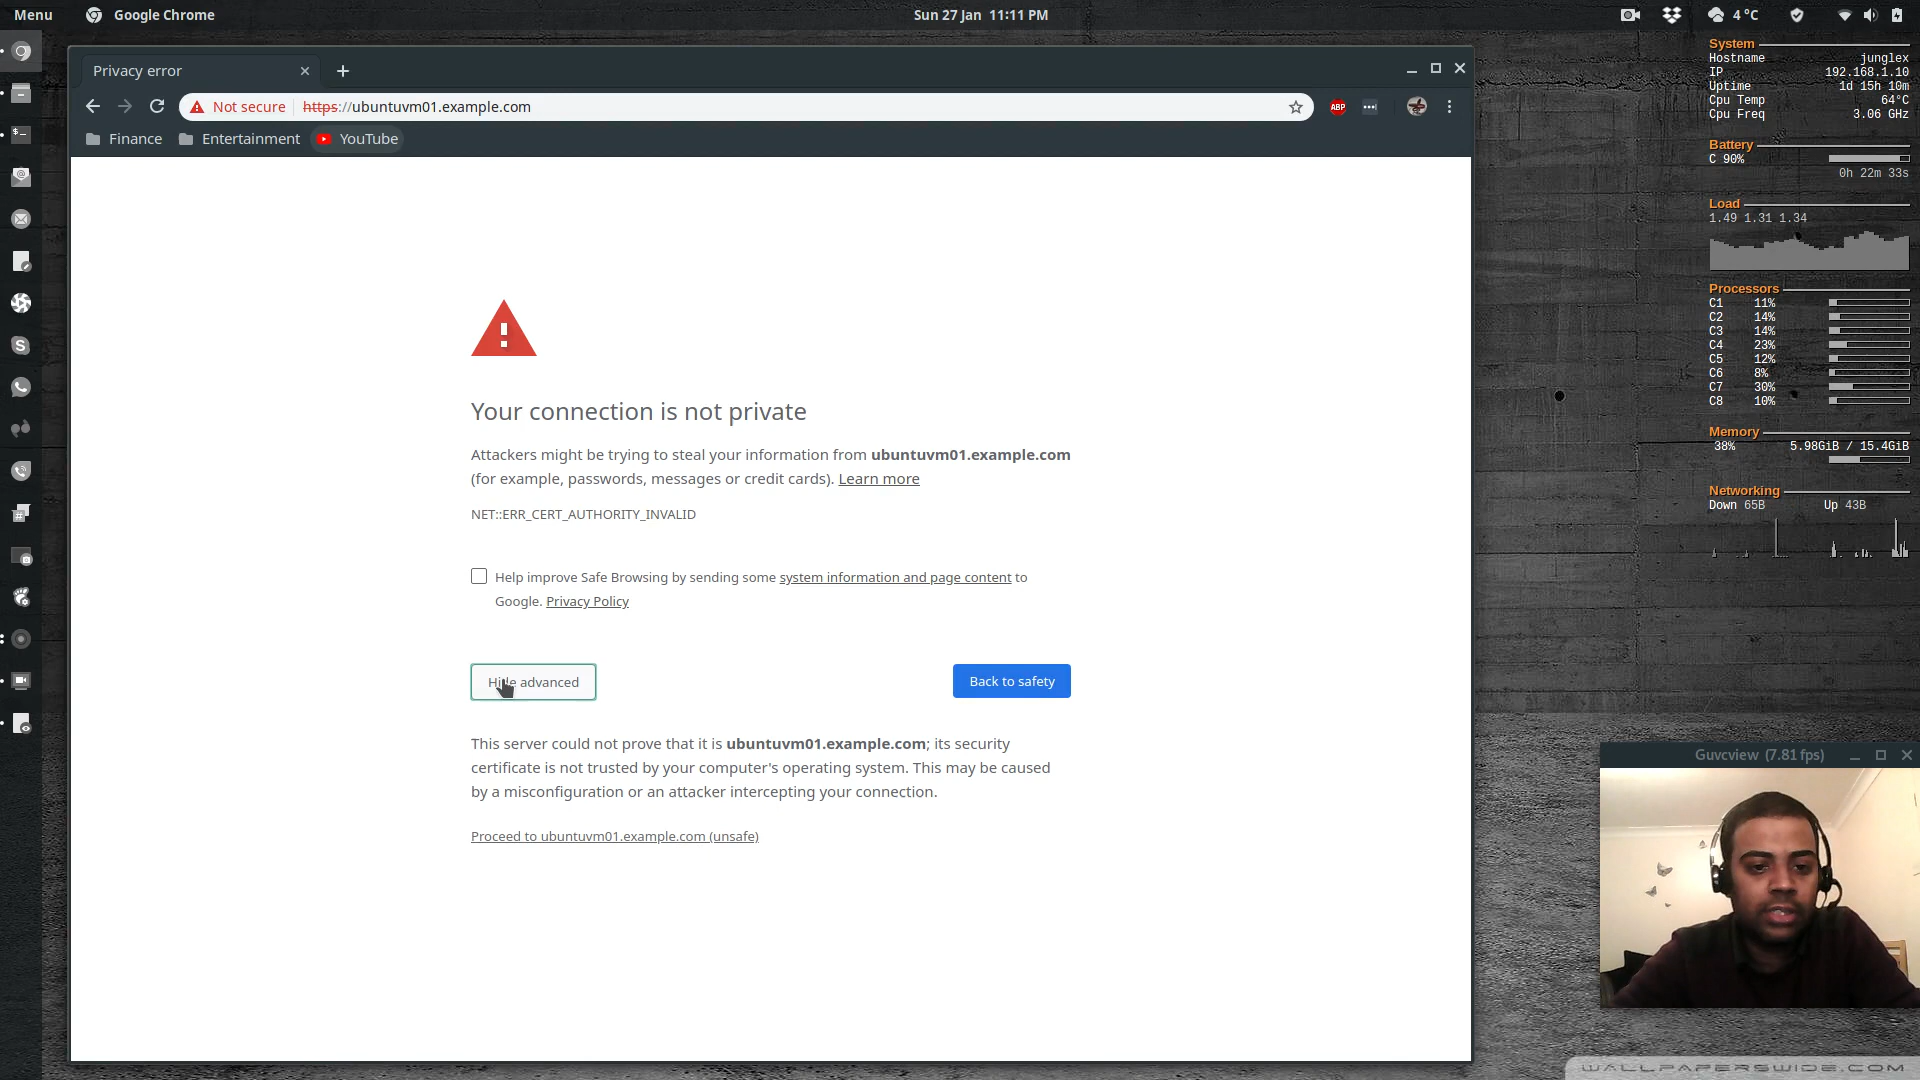 Menu
Google Chrome
Sun 27 Jan 11:11 PM
4 °C
Privacy error
Not secure
https://ubuntuvm01.example.com
ABP
Finance
Entertainment
YouTube
Your connection is not private
Attackers might be trying to steal your information from ubuntuvm01.example.com
(for example, passwords, messages or credit cards). Learn more
NET::ERR_CERT_AUTHORITY_INVALID
Help improve Safe Browsing by sending some system information and page content to
Google. Privacy Policy
Hide advanced
Back to safety
This server could not prove that it is ubuntuvm01.example.com; its security
certificate is not trusted by your computer's operating system. This may be caused
by a misconfiguration or an attacker intercepting your connection.
Proceed to ubuntuvm01.example.com (unsafe)
System
Hostname junglex
IP 192.168.1.10
Uptime 1d 15h 10m
Cpu Temp 64°C
Cpu Freq 3.06 GHz
Battery
C 90%
0h 22m 33s
Load
1.49 1.31 1.34
Processors
C1 11%
C2 14%
C3 14%
C4 23%
C5 12%
C6 8%
C7 30%
C8 10%
Memory
38% 5.98GiB / 15.4GiB
Networking
Down 65B Up 43B
Guvcview (7.81 fps)
WALLPAPERSWIDE.COM